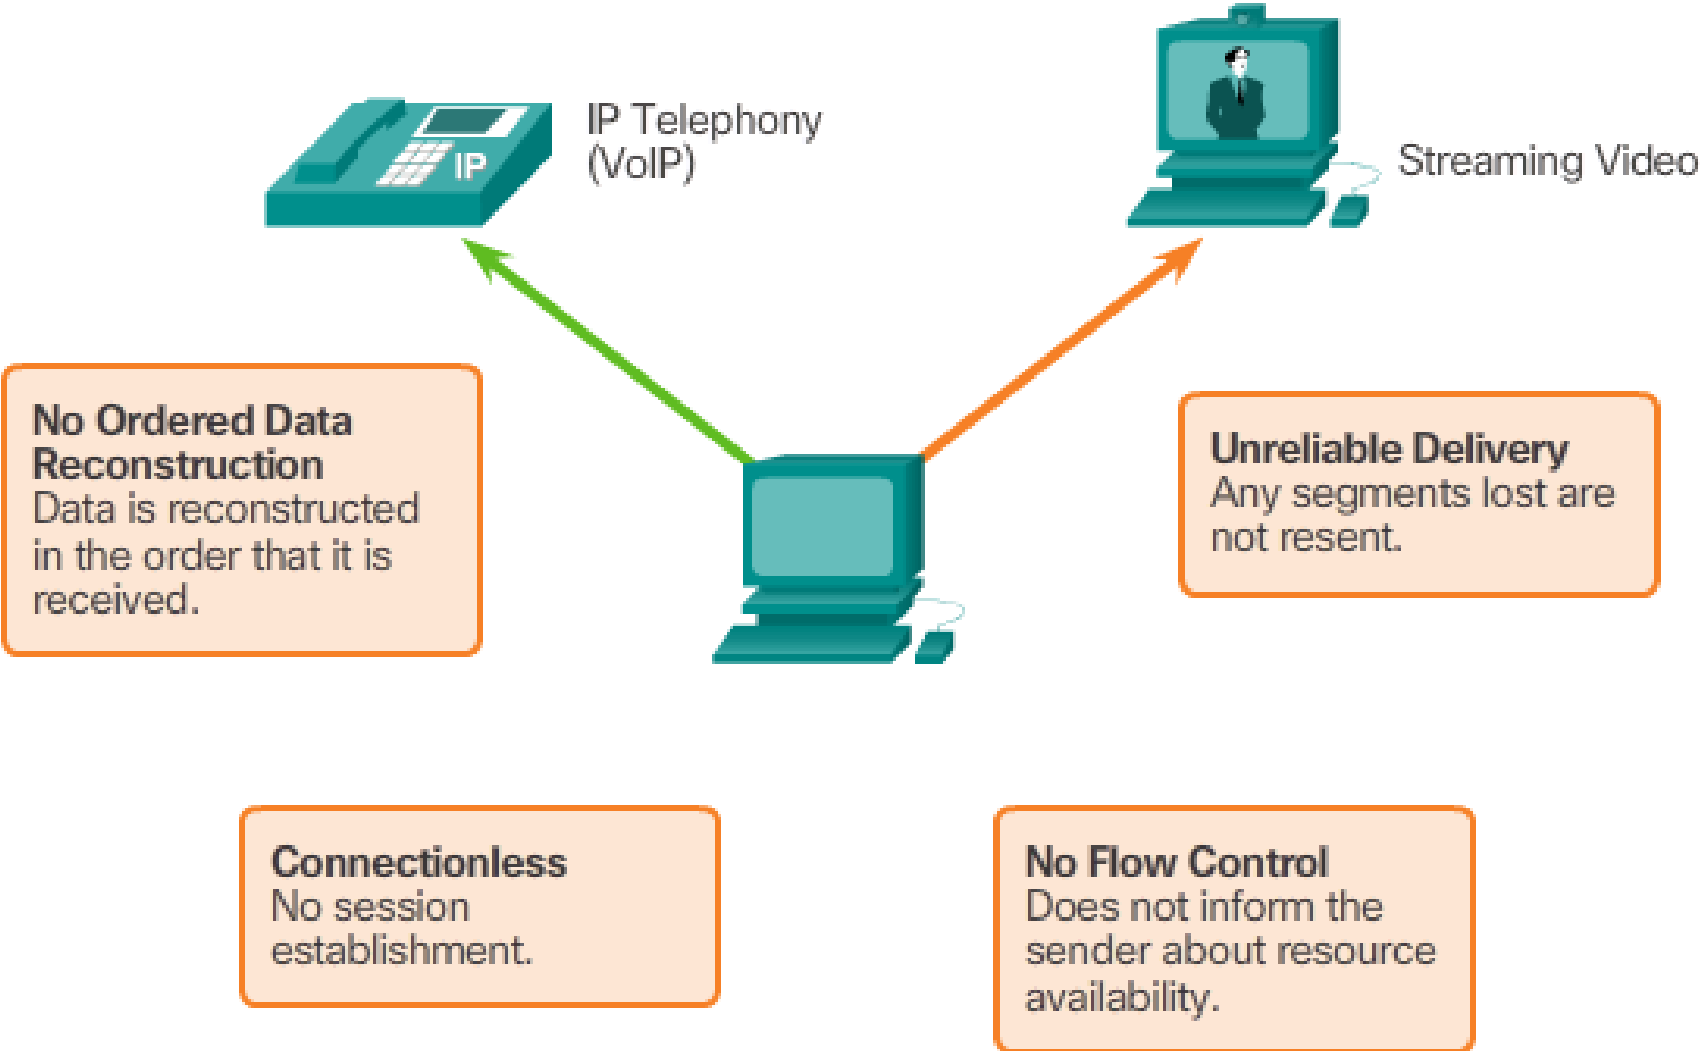 IP Telephony
(VoIP)
IP
Streaming Video
No Ordered Data
Reconstruction
Data is reconstructed
in the order that it is
received.
Unreliable Delivery
Any segments lost are
not resent.
Connectionless
No session
establishment.
No Flow Control
Does not inform the
sender about resource
availability.